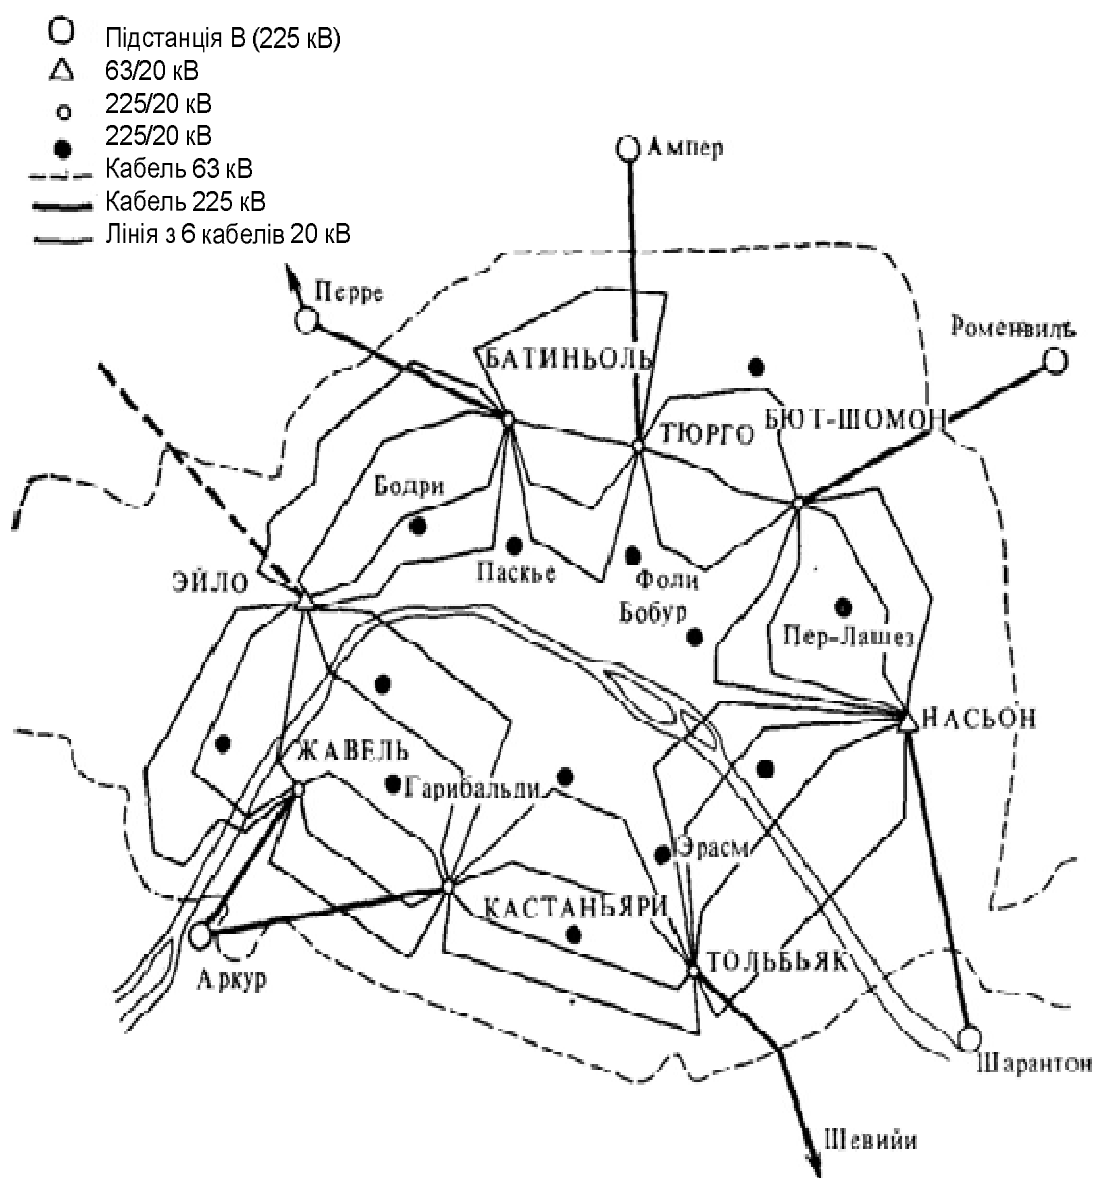 Підстанція В (225 кВ)
63/20 кВ
225/20 кВ
225/20 кВ
Кабель 63 кВ
Кабель 225 кВ
Лінія з 6 кабелів 20 кВ
Ампер
Перре
Роменвиль
БАТИНЬОЛЬ
ТЮРГО
БЮТ-ШОМОН
Бодри
Паскье
Фоли
Бобур
ЭЙЛО
Пер-Лашез
НАСЬОН
ЖАВЕЛЬ
Гарибальди
Эрасм
КАСТАНЬЯРИ
ТОЛЬБЬЯК
Аркур
Шарантон
Шевийи